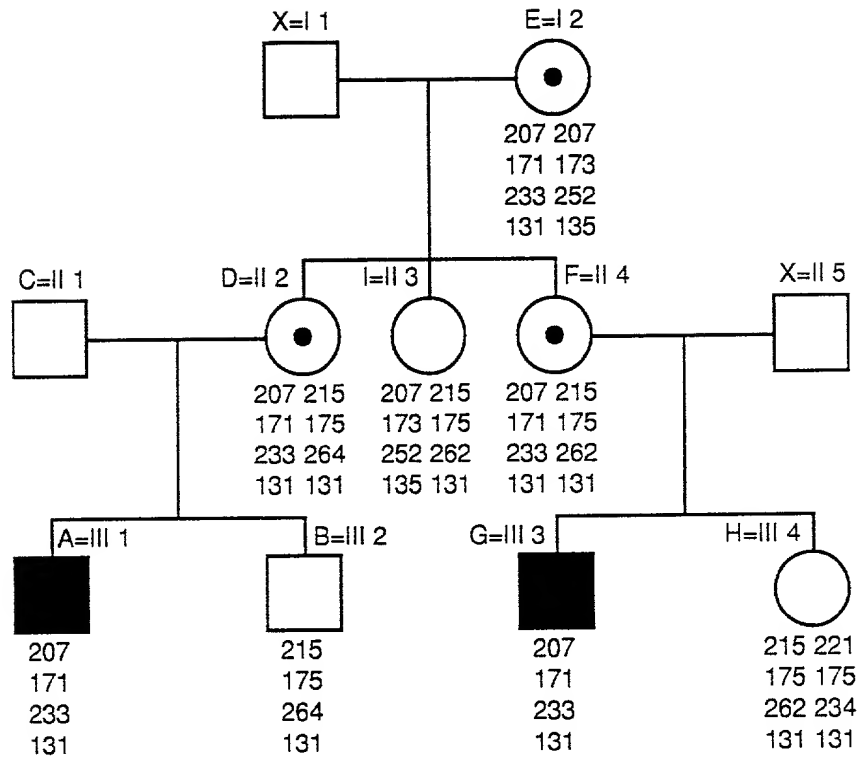 X=I 1
E=I 2
207 207
171 173
233 252
131 135
C=II 1
D=II 2
I=II 3
F=II 4
X=II 5
207 215
171 175
233 264
131 131
207 215
173 175
252 262
135 131
207 215
171 175
233 262
131 131
A=III 1
B=III 2
G=III 3
H=III 4
207
171
233
131
215
175
264
131
207
171
233
131
215 221
175 175
262 234
131 131